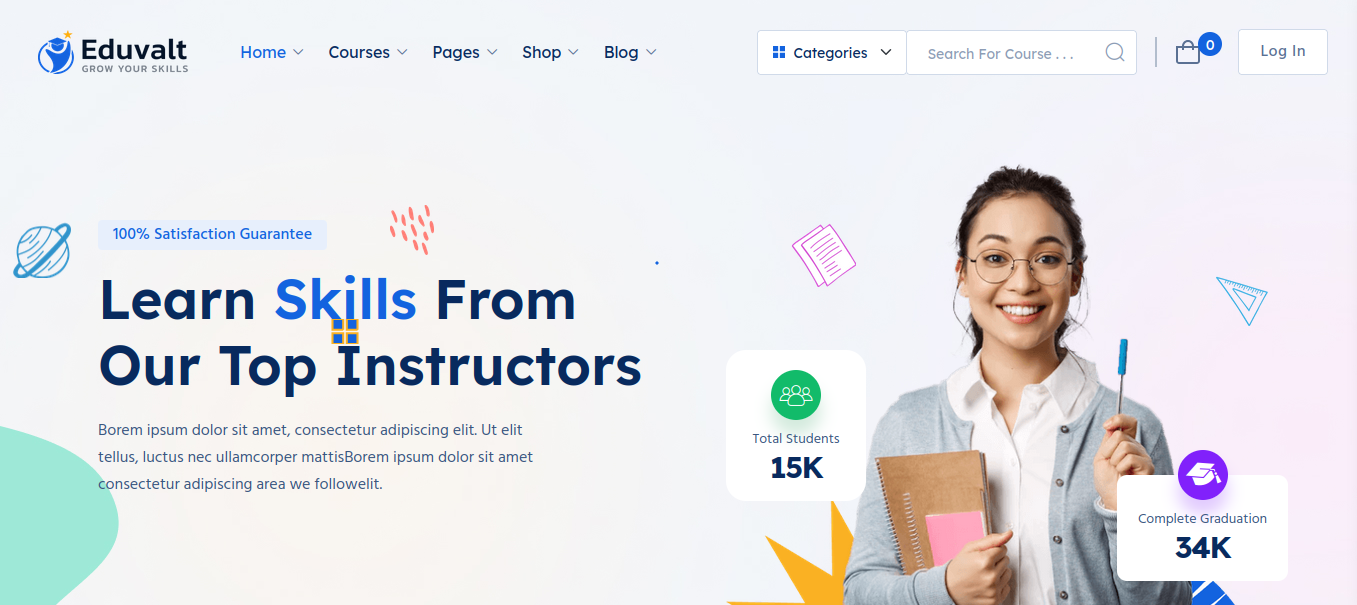 Eduvalt
GROW YOUR SKILLS
Home
Courses
Pages
Shop
Blog
Categories
Search For Course . . .
0
Log In
100% Satisfaction Guarantee
Learn Skills From
Our Top Instructors
Borem ipsum dolor sit amet, consectetur adipiscing elit. Ut elit
tellus, luctus nec ullamcorper mattisBorem ipsum dolor sit amet
consectetur adipiscing area we followelit.
Total Students
15K
Complete Graduation
34K